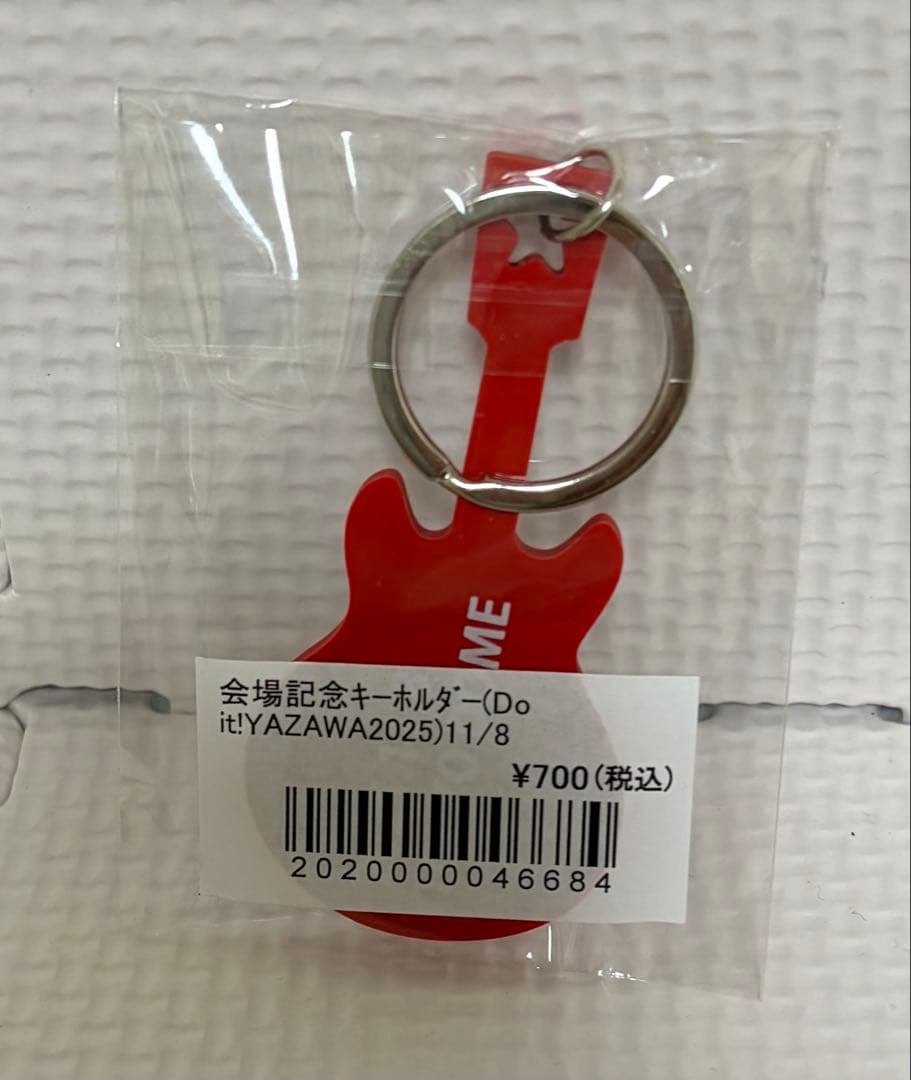 ME
会場記念ｷｰﾎﾙﾀﾞｰ(Do
it!YAZAWA2025)11/8
¥700(税込)
2020000046684